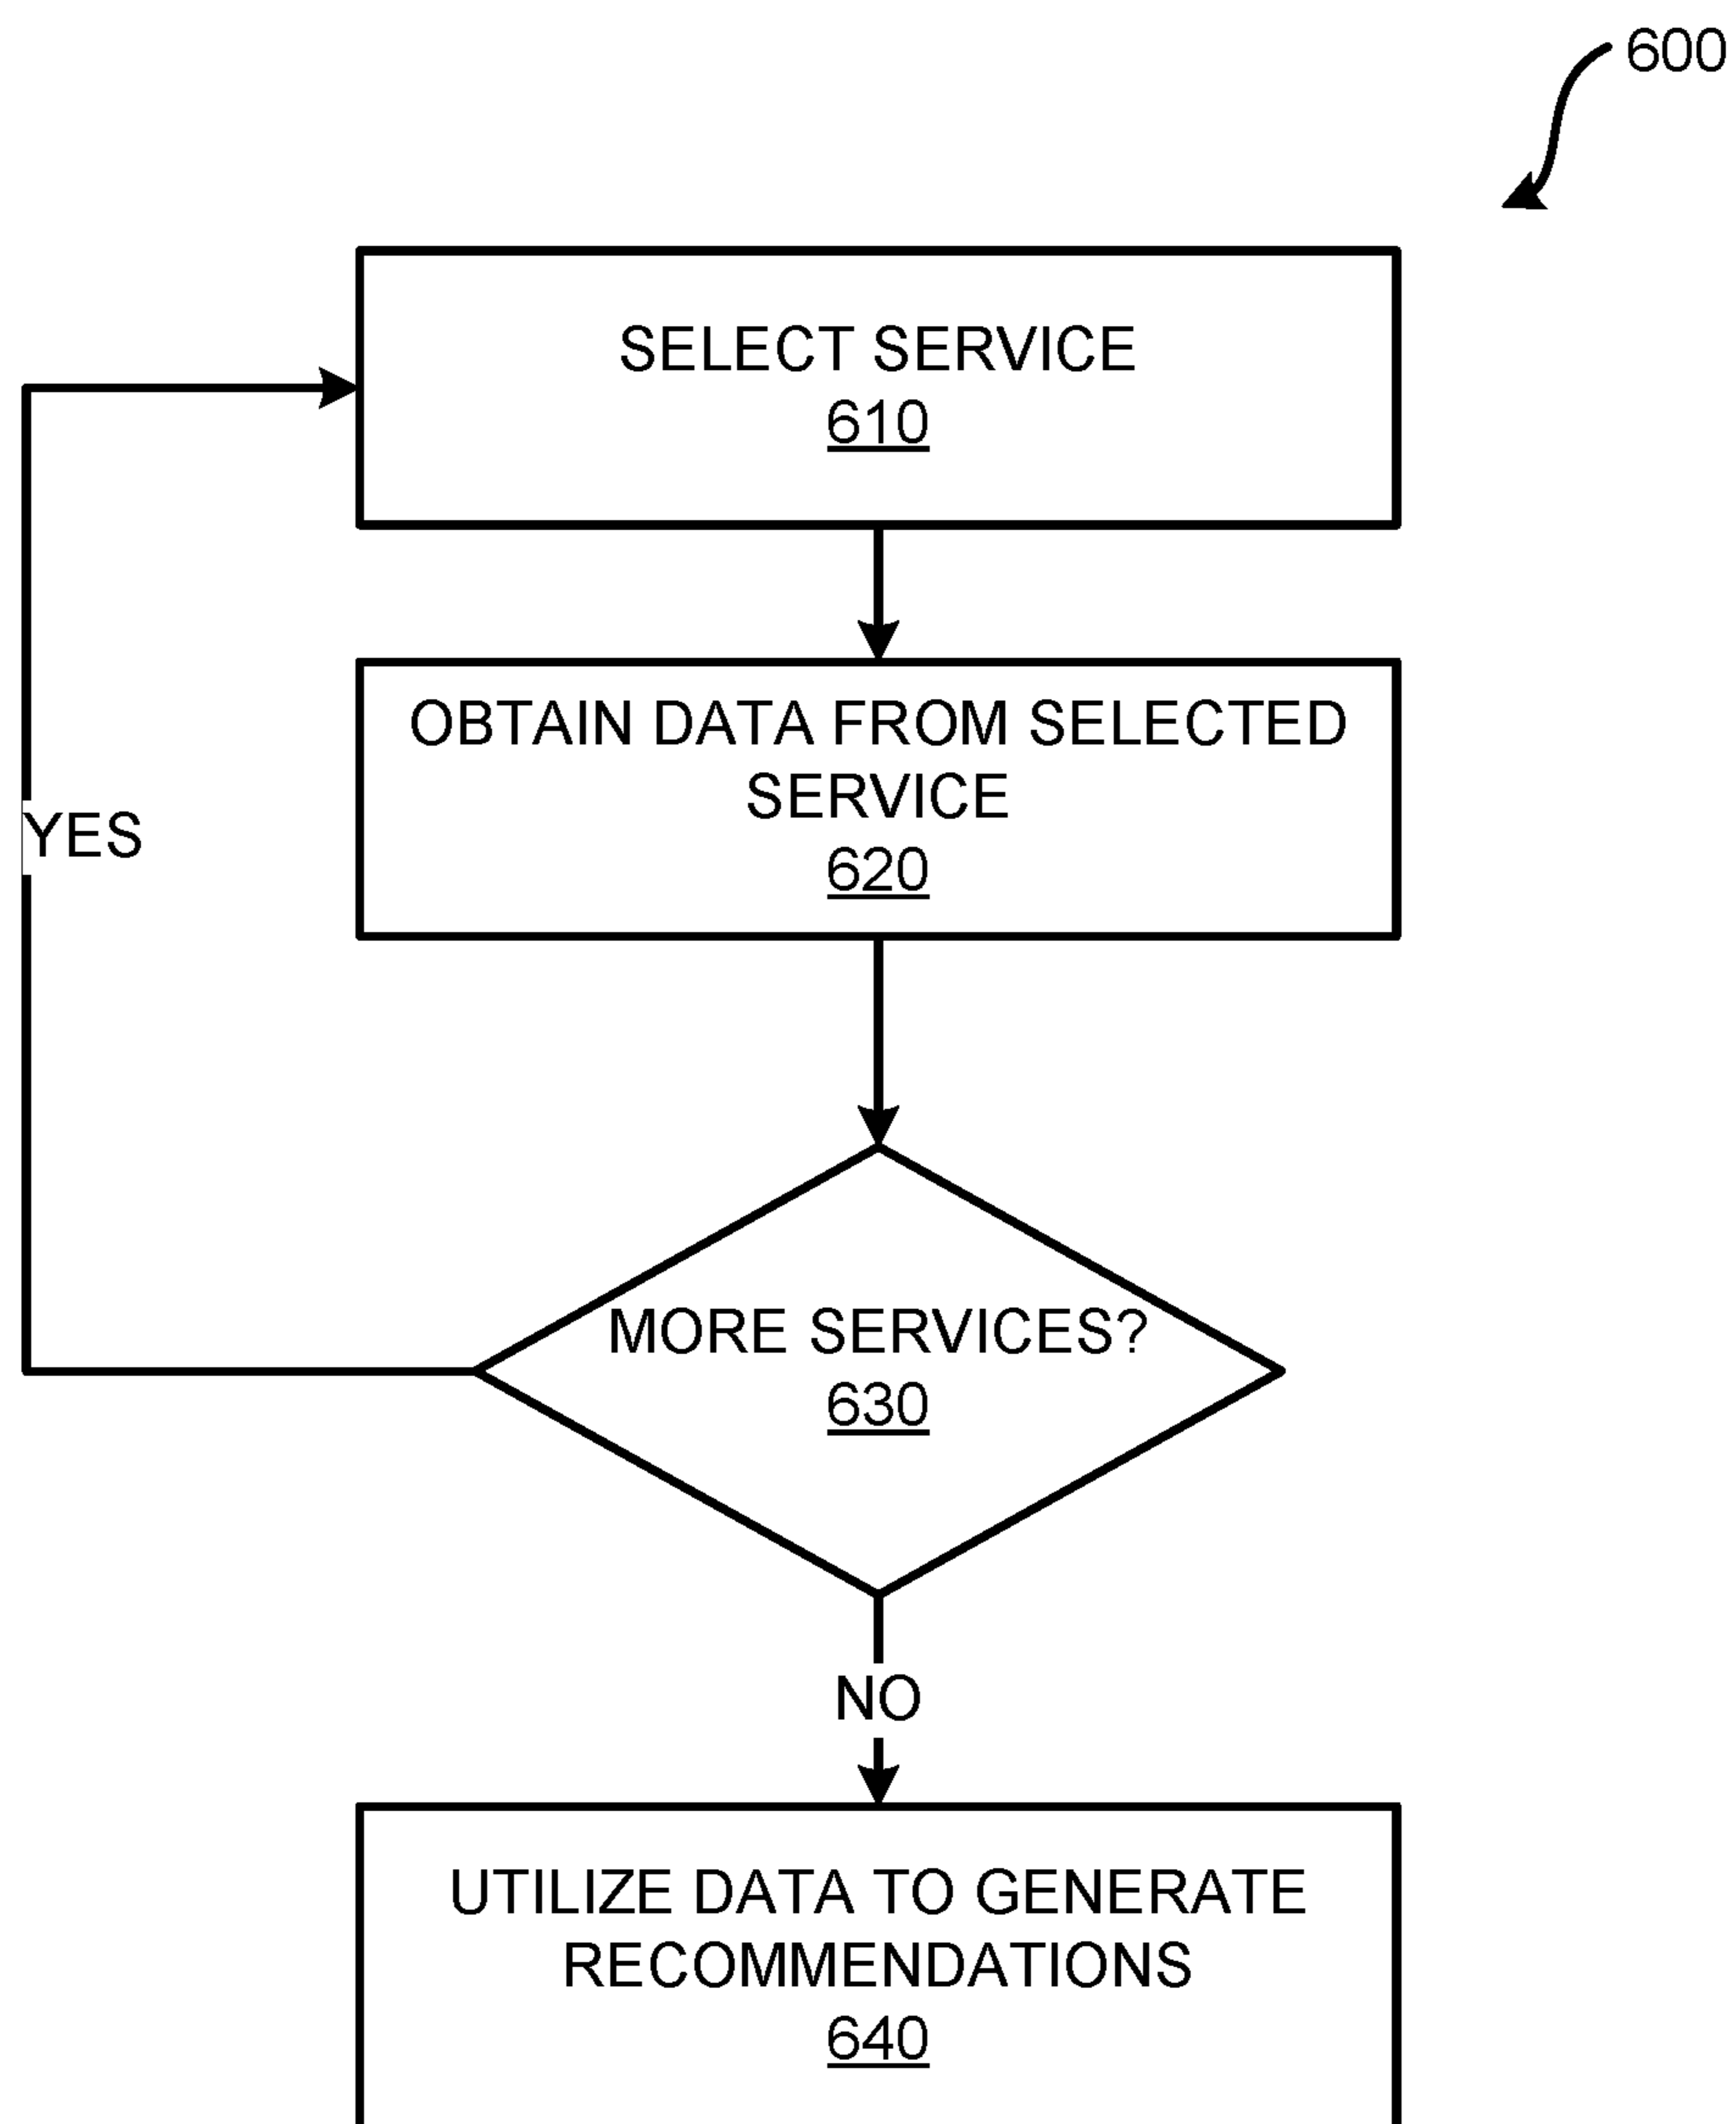 600
SELECT SERVICE
610
OBTAIN DATA FROM SELECTED
SERVICE
620
YES
MORE SERVICES?
630
NO
UTILIZE DATA TO GENERATE
RECOMMENDATIONS
640